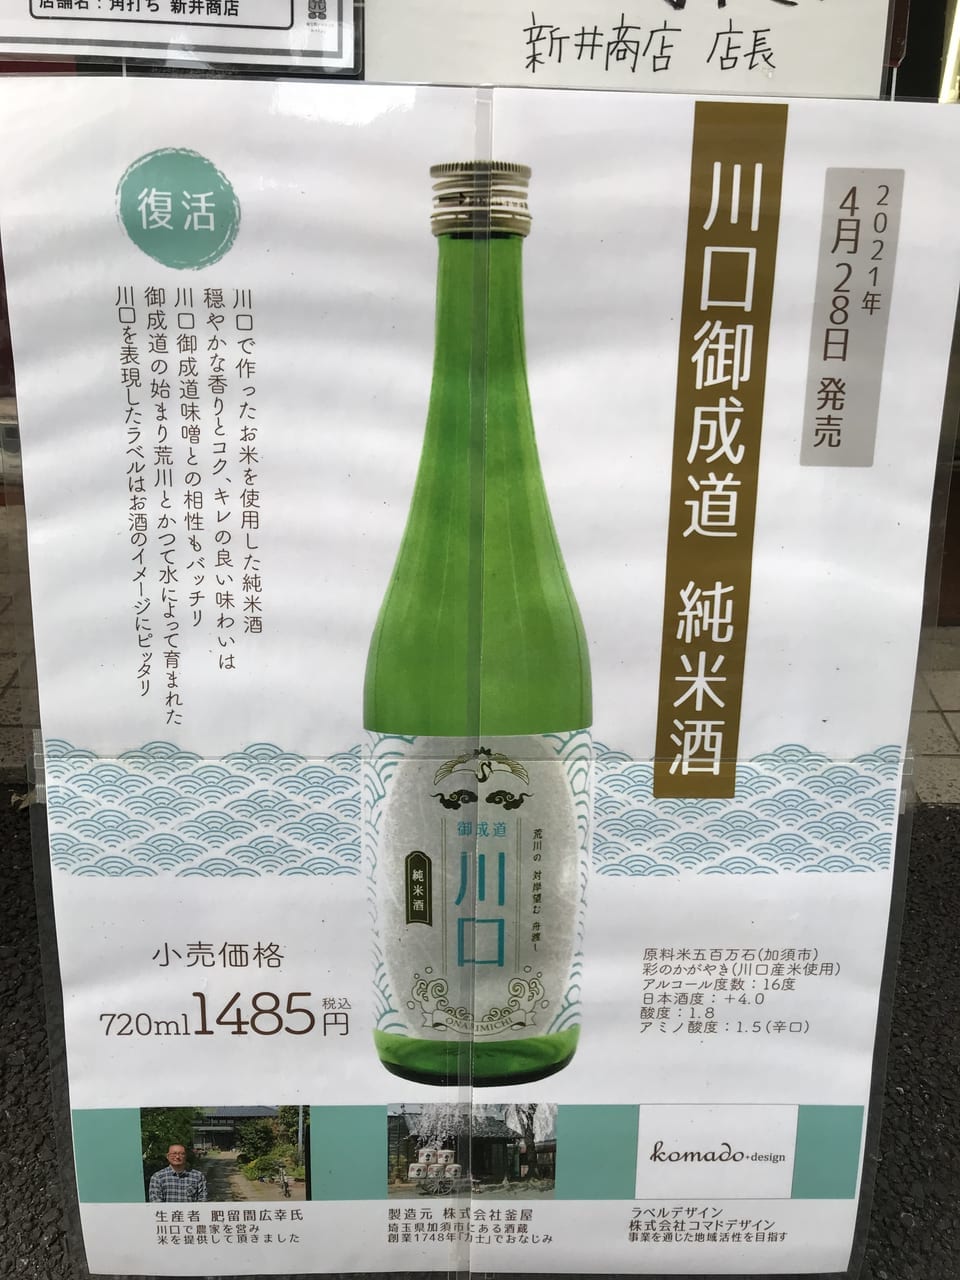 店舗名：角打ち 新井商店
新井商店 店長
2021年
4月28日 発売
川口御成道 純米酒
復活
川口で作ったお米を使用した純米酒
穏やかな香りとコク、キレの良い味わいは
川口御成道味噌との相性もバッチリ
御成道の始まり荒川とかつて水によって育まれた
川口を表現したラベルはお酒のイメージにピッタリ
御成道
川口
純米酒
荒川の 対岸望む 舟渡し
ONARIMICHI
小売価格
720ml1485円
税込
原料米五百万石(加須市)
彩のかがやき(川口産米使用)
アルコール度数：16度
日本酒度：＋4.0
酸度：1.8
アミノ酸度：1.5(辛口)
komado+design
生産者 肥留間広幸氏
川口で農家を営み
米を提供して頂きました
製造元 株式会社釜屋
埼玉県加須市にある酒蔵
創業1748年「力士」でおなじみ
ラベルデザイン
株式会社コマドデザイン
事業を通じた地域活性を目指す